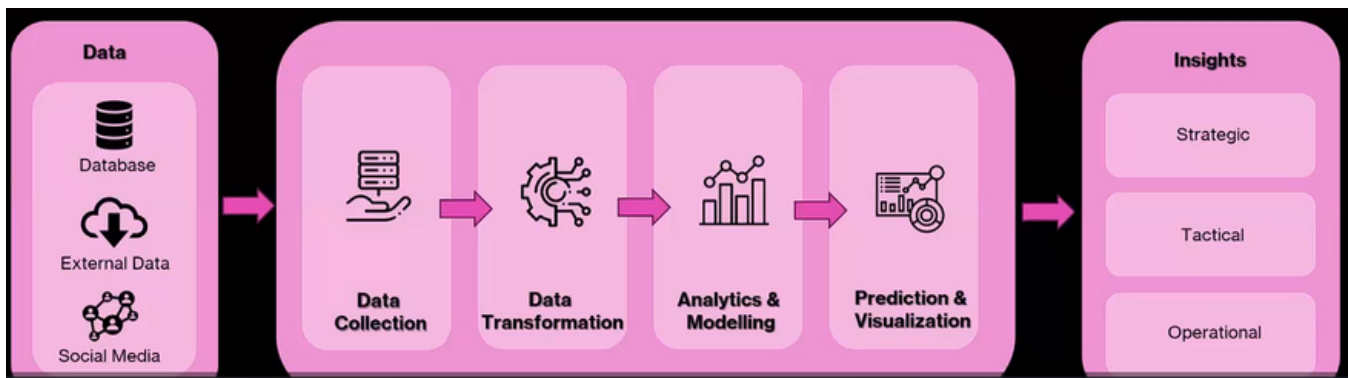 Data
Database
External Data
Social Media
Data
Collection
Data
Transformation
Analytics &
Modelling
Prediction &
Visualization
Insights
Strategic
Tactical
Operational